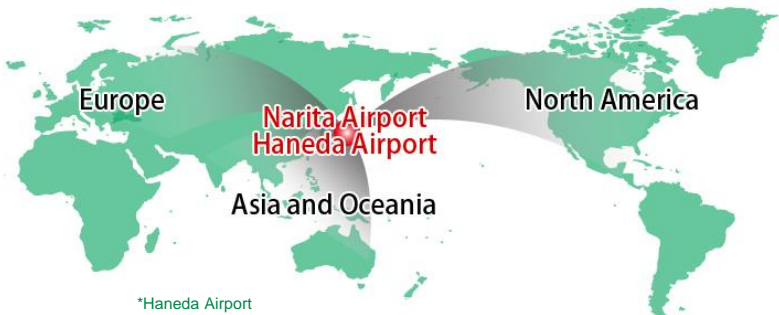 Europe
North America
Narita Airport
Haneda Airport
Asia and Oceania
*Haneda Airport